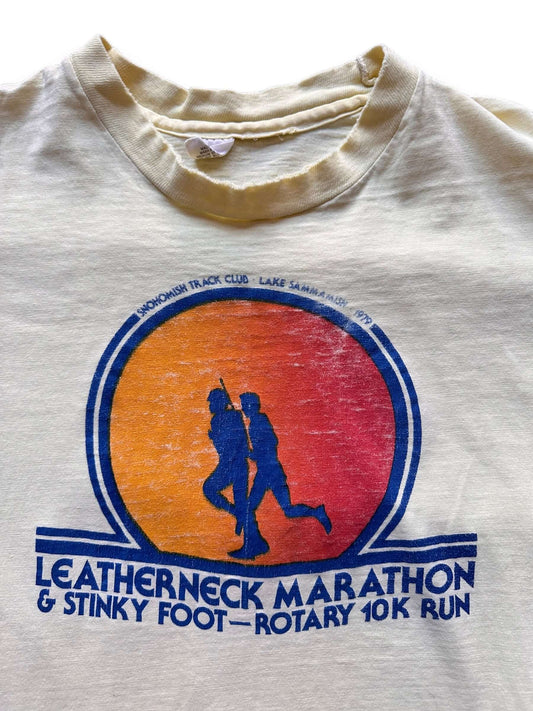 SNOHOMISH TRACK CLUB · LAKE SAMMAMISH · 1979
LEATHERNECK MARATHON
& STINKY FOOT—ROTARY 10K RUN